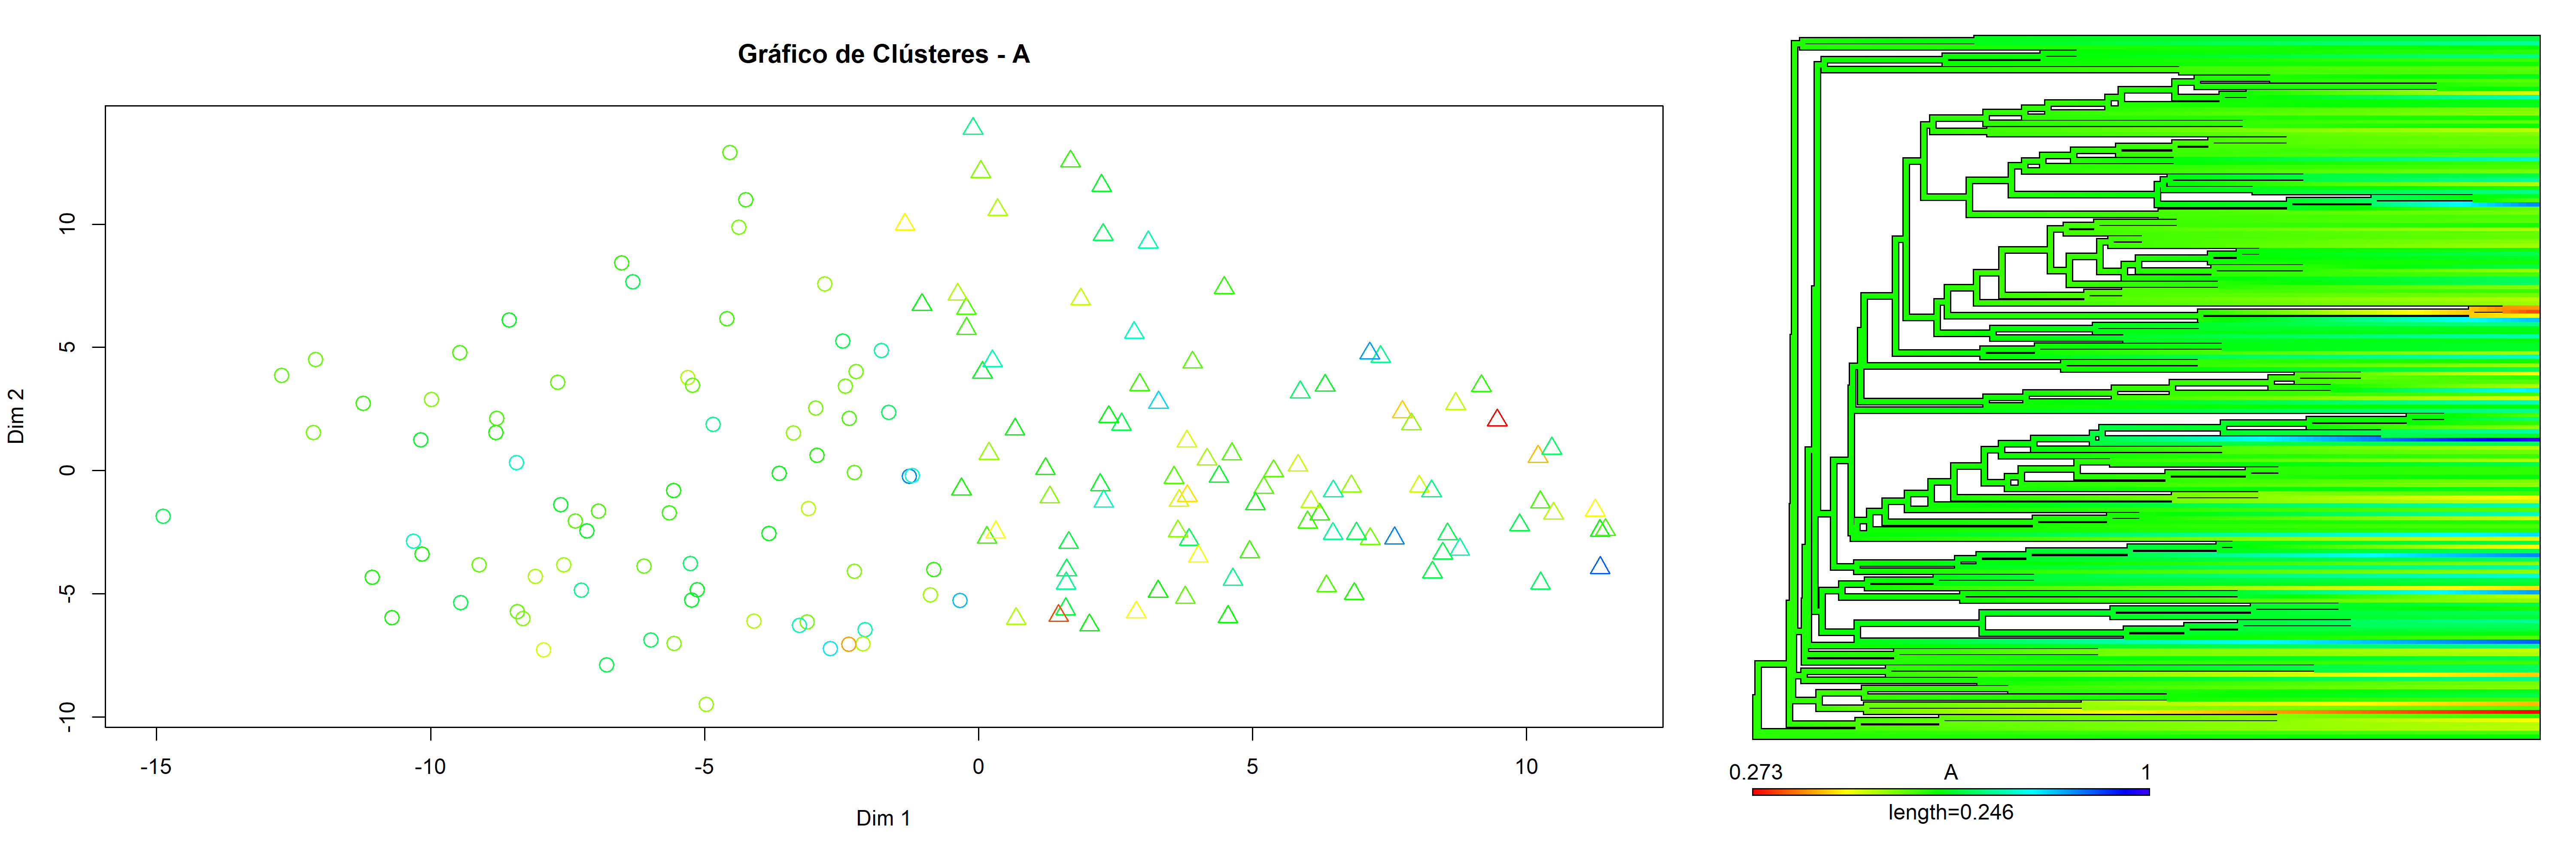 Gráfico de Clústeres - A
Dim 2
10
5
0
-5
-10
-15 -10 -5 0 5 10
Dim 1
0.273 A 1
length=0.246